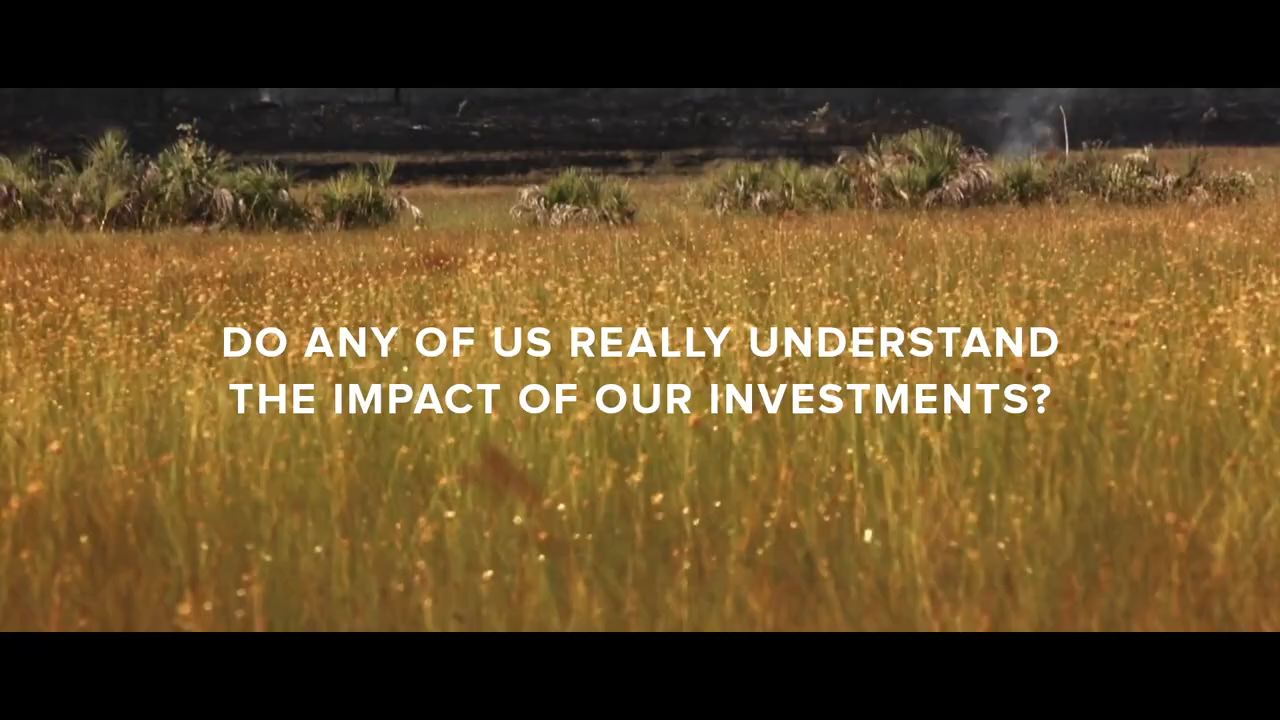 DO ANY OF US REALLY UNDERSTAND
THE IMPACT OF OUR INVESTMENTS?